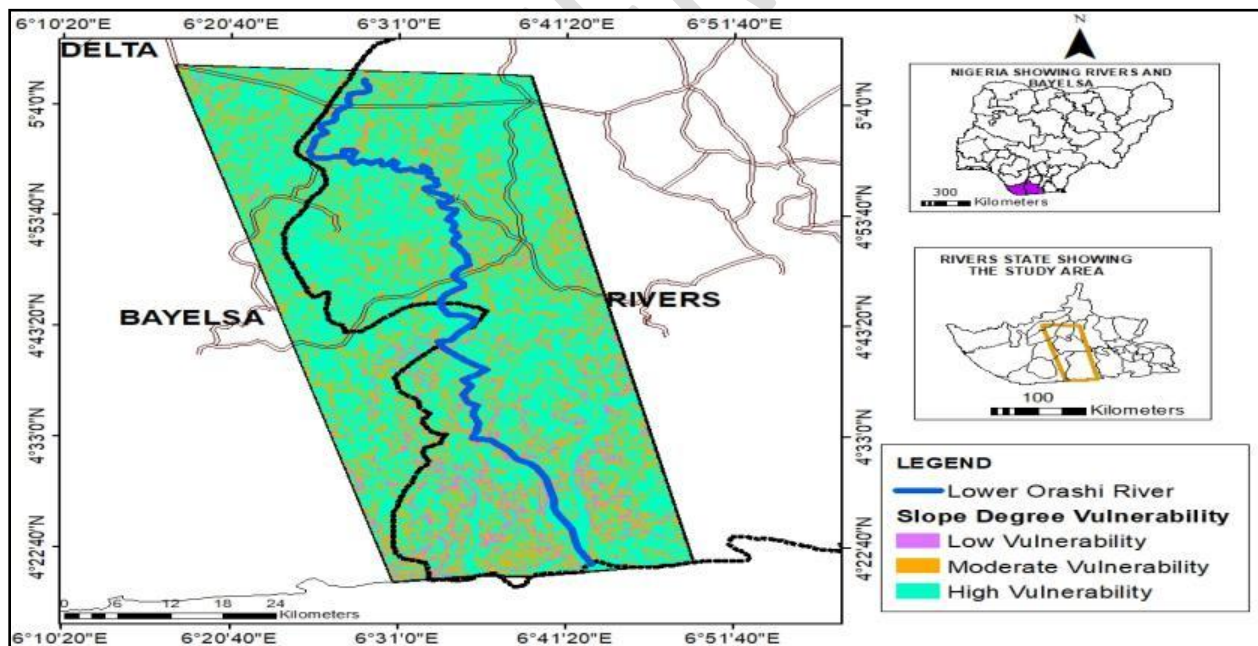 6°10'20"E 6°20'40"E 6°31'0"E 6°41'20"E 6°51'40"E
DELTA
BAYELSA
RIVERS
5°4'0"N 5°4'0"N
4°53'40"N 4°53'40"N
4°43'20"N 4°43'20"N
4°33'0"N 4°33'0"N
4°22'40"N 4°22'40"N
0 6 12 18 24
Kilometers
6°10'20"E 6°20'40"E 6°31'0"E 6°41'20"E 6°51'40"E
N
NIGERIA SHOWING RIVERS AND
BAYELSA
300
Kilometers
RIVERS STATE SHOWING
THE STUDY AREA
100
Kilometers
LEGEND
Lower Orashi River
Slope Degree Vulnerability
Low Vulnerability
Moderate Vulnerability
High Vulnerability